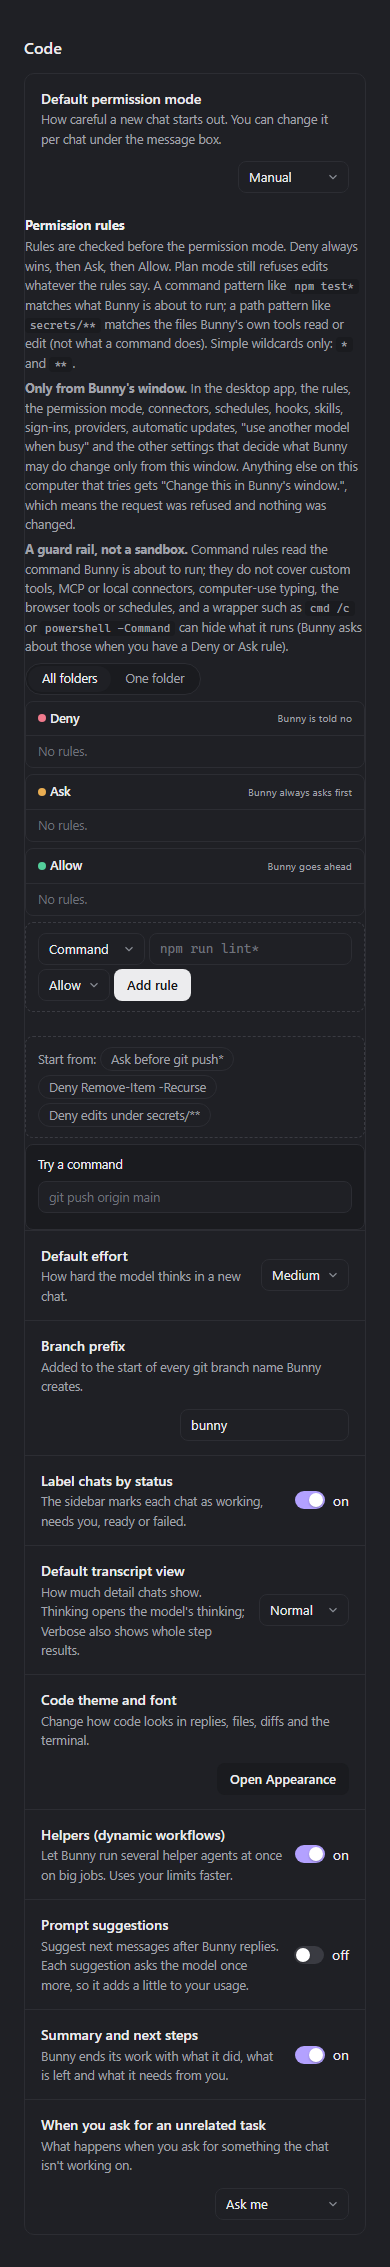 Code
Default permission mode
How careful a new chat starts out. You can change it
per chat under the message box.
Manual
Permission rules
Rules are checked before the permission mode. Deny always
wins, then Ask, then Allow. Plan mode still refuses edits
whatever the rules say. A command pattern like npm test*
matches what Bunny is about to run; a path pattern like
secrets/** matches the files Bunny's own tools read or
edit (not what a command does). Simple wildcards only: *
and **.
Only from Bunny's window. In the desktop app, the rules,
the permission mode, connectors, schedules, hooks, skills,
sign-ins, providers, automatic updates, "use another model
when busy" and the other settings that decide what Bunny
may do change only from this window. Anything else on this
computer that tries gets "Change this in Bunny's window.",
which means the request was refused and nothing was
changed.
A guard rail, not a sandbox. Command rules read the
command Bunny is about to run; they do not cover custom
tools, MCP or local connectors, computer-use typing, the
browser tools or schedules, and a wrapper such as cmd /c
or powershell -Command can hide what it runs (Bunny asks
about those when you have a Deny or Ask rule).
All folders One folder
Deny Bunny is told no
No rules.
Ask Bunny always asks first
No rules.
Allow Bunny goes ahead
No rules.
Command npm run lint*
Allow Add rule
Start from: Ask before git push*
Deny Remove-Item -Recurse
Deny edits under secrets/**
Try a command
git push origin main
Default effort
How hard the model thinks in a new
chat.
Medium
Branch prefix
Added to the start of every git branch name Bunny
creates.
bunny
Label chats by status
The sidebar marks each chat as working,
needs you, ready or failed.
on
Default transcript view
How much detail chats show.
Thinking opens the model's thinking;
Verbose also shows whole step
results.
Normal
Code theme and font
Change how code looks in replies, files, diffs and the
terminal.
Open Appearance
Helpers (dynamic workflows)
Let Bunny run several helper agents at once
on big jobs. Uses your limits faster.
on
Prompt suggestions
Suggest next messages after Bunny replies.
Each suggestion asks the model once
more, so it adds a little to your usage.
off
Summary and next steps
Bunny ends its work with what it did, what
is left and what it needs from you.
on
When you ask for an unrelated task
What happens when you ask for something the chat
isn't working on.
Ask me